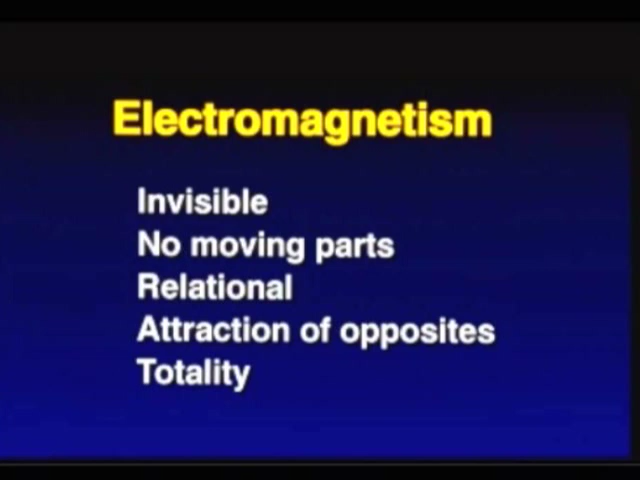 Electromagnetism
Invisible
No moving parts
Relational
Attraction of opposites
Totality